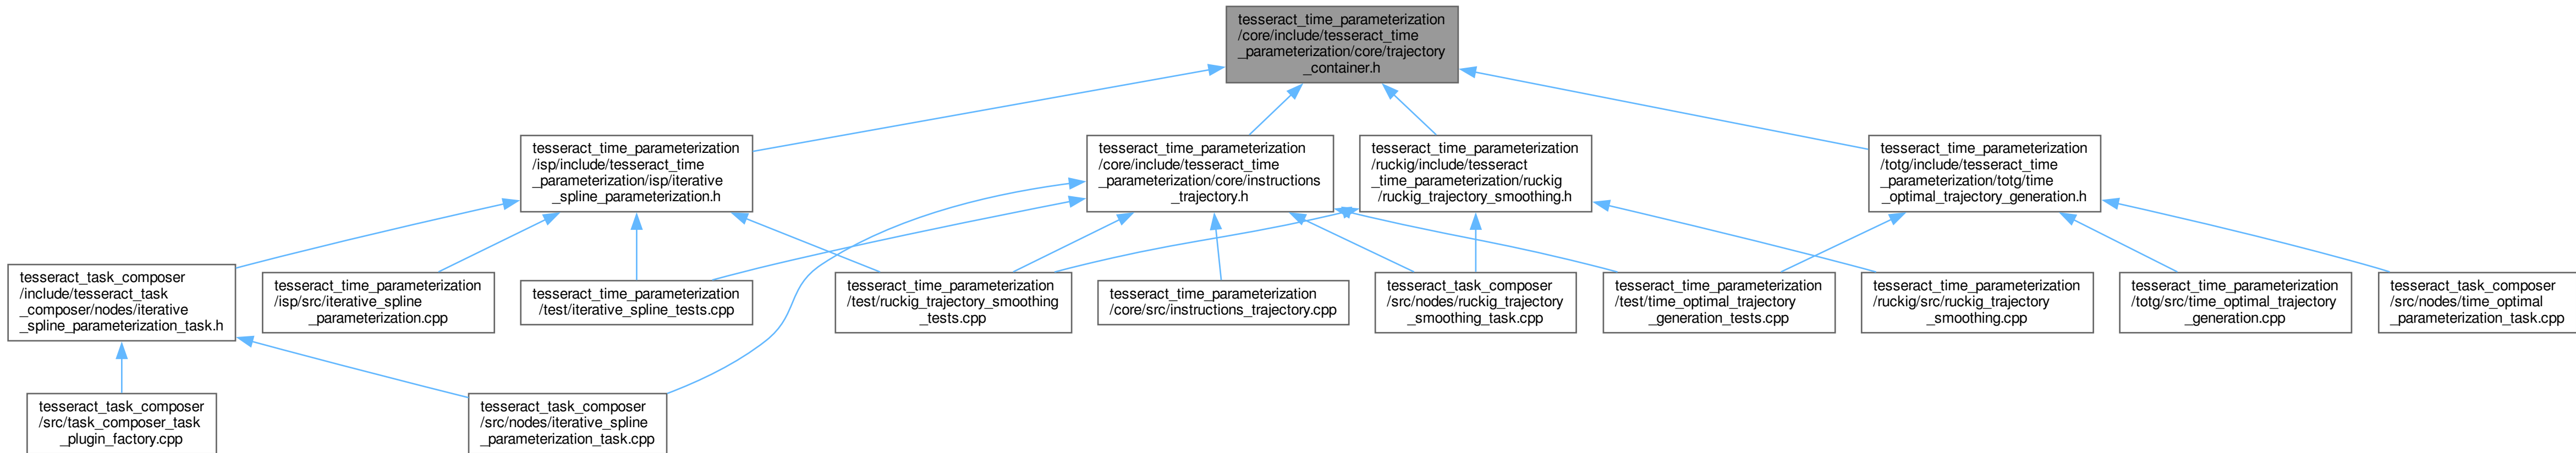 tesseract_time_parameterization
/core/include/tesseract_time
_parameterization/core/trajectory
_container.h
tesseract_time_parameterization
/isp/include/tesseract_time
_parameterization/isp/iterative
_spline_parameterization.h
tesseract_time_parameterization
/core/include/tesseract_time
_parameterization/core/instructions
_trajectory.h
tesseract_time_parameterization
/ruckig/include/tesseract
_time_parameterization/ruckig
/ruckig_trajectory_smoothing.h
tesseract_time_parameterization
/totg/include/tesseract_time
_parameterization/totg/time
_optimal_trajectory_generation.h
tesseract_task_composer
/include/tesseract_task
_composer/nodes/iterative
_spline_parameterization_task.h
tesseract_time_parameterization
/isp/src/iterative_spline
_parameterization.cpp
tesseract_time_parameterization
/test/iterative_spline_tests.cpp
tesseract_time_parameterization
/test/ruckig_trajectory_smoothing
_tests.cpp
tesseract_time_parameterization
/core/src/instructions_trajectory.cpp
tesseract_task_composer
/src/nodes/ruckig_trajectory
_smoothing_task.cpp
tesseract_time_parameterization
/test/time_optimal_trajectory
_generation_tests.cpp
tesseract_time_parameterization
/ruckig/src/ruckig_trajectory
_smoothing.cpp
tesseract_time_parameterization
/totg/src/time_optimal_trajectory
_generation.cpp
tesseract_task_composer
/src/nodes/time_optimal
_parameterization_task.cpp
tesseract_task_composer
/src/task_composer_task
_plugin_factory.cpp
tesseract_task_composer
/src/nodes/iterative_spline
_parameterization_task.cpp